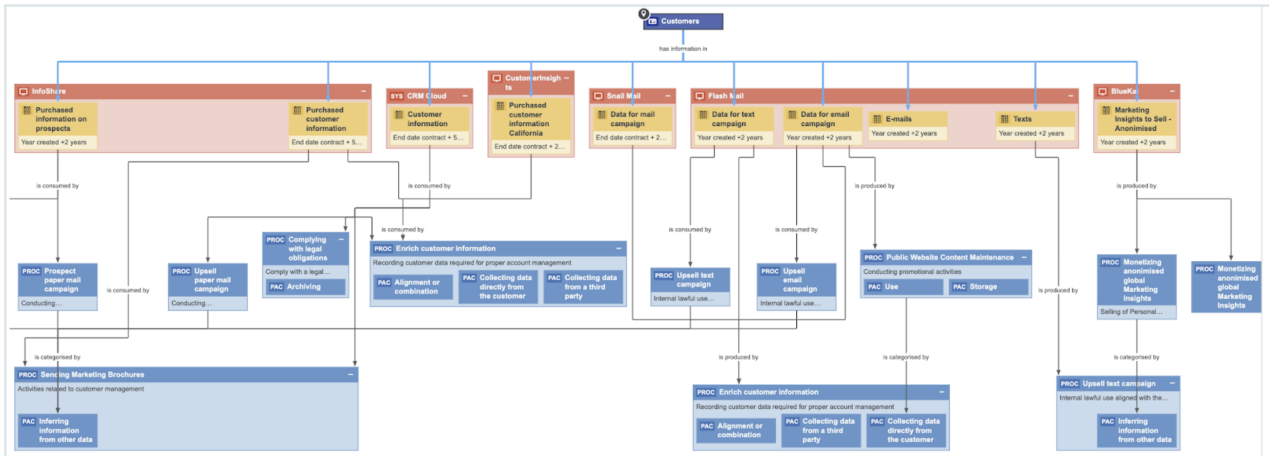 Customers
has information in
InfoShare
Purchased
information on
prospects
Year created +2 years
Purchased
customer
information
End date contract + 5...
SYS CRM Cloud
Customer
information
End date contract + 5...
CustomerInsigh
ts
Purchased
customer
information
California
End date contract + 2...
Snail Mail
Data for mail
campaign
End date contract + 2...
Flash Mail
Data for text
campaign
Year created +2 years
Data for email
campaign
Year created +2 years
E-mails
Year created +2 years
Texts
Year created +2 years
BlueKai
Marketing
Insights to Sell -
Anonimised
Year created +2 years
is consumed by
is consumed by
is consumed by
is consumed by
is produced by
is produced by
PROC Prospect
paper mail
campaign
Conducting...
PROC Upsell
paper mail
campaign
Conducting...
PROC Complying
with legal
obligations
Comply with a legal...
PAC Archiving
PROC Enrich customer information
Recording customer data required for proper account management
PAC Alignment or
combination
PAC Collecting data
directly from
the customer
PAC Collecting data
from a third
party
PROC Upsell text
campaign
Internal lawful use...
PROC Upsell
email
campaign
Internal lawful use...
PROC Public Website Content Maintenance
Conducting promotional activities
PAC Use
PAC Storage
PROC Monetizing
anonimised
global
Marketing
Insights
Selling of Personal...
PROC Monetizing
anonimised
global
Marketing
Insights
is produced by
is categorised by
is produced by
is categorised by
is categorised by
PROC Sending Marketing Brochures
Activities related to customer management
PAC Inferring
information
from other data
PROC Enrich customer information
Recording customer data required for proper account management
PAC Alignment or
combination
PAC Collecting data
from a third
party
PAC Collecting data
directly from
the customer
PROC Upsell text campaign
Internal lawful use aligned with the...
PAC Inferring
information
from other data